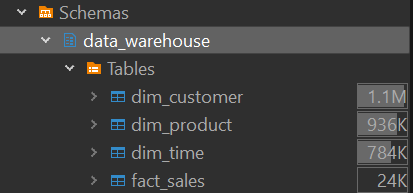 Schemas
data_warehouse
Tables
dim_customer 1.1M
dim_product 936K
dim_time 784K
fact_sales 24K